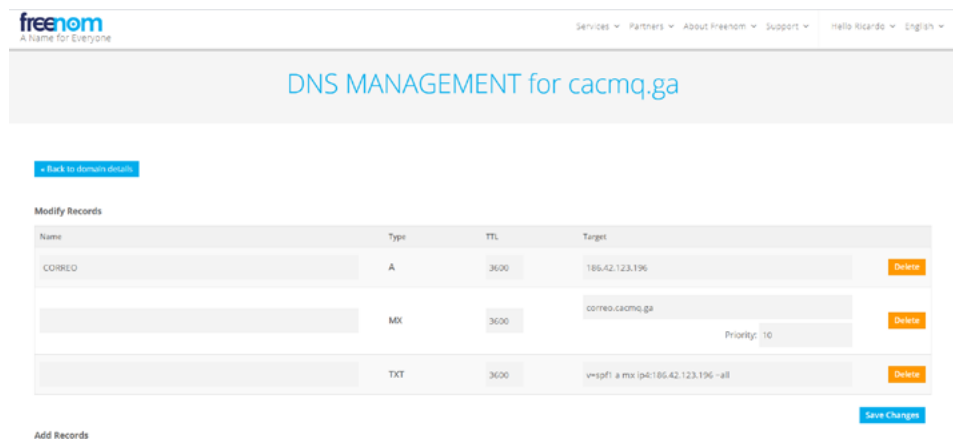 freenom
A Name for Everyone
Services Partners About Freenom Support Hello Ricardo English
DNS MANAGEMENT for cacmq.ga
« Back to domain details
Modify Records
Name Type TTL Target
CORREO A 3600 186.42.123.196 Delete
correo.cacmq.ga
MX 3600 Delete
Priority: 10
TXT 3600 v=spf1 a mx ip4:186.42.123.196 ~all Delete
Save Changes
Add Records